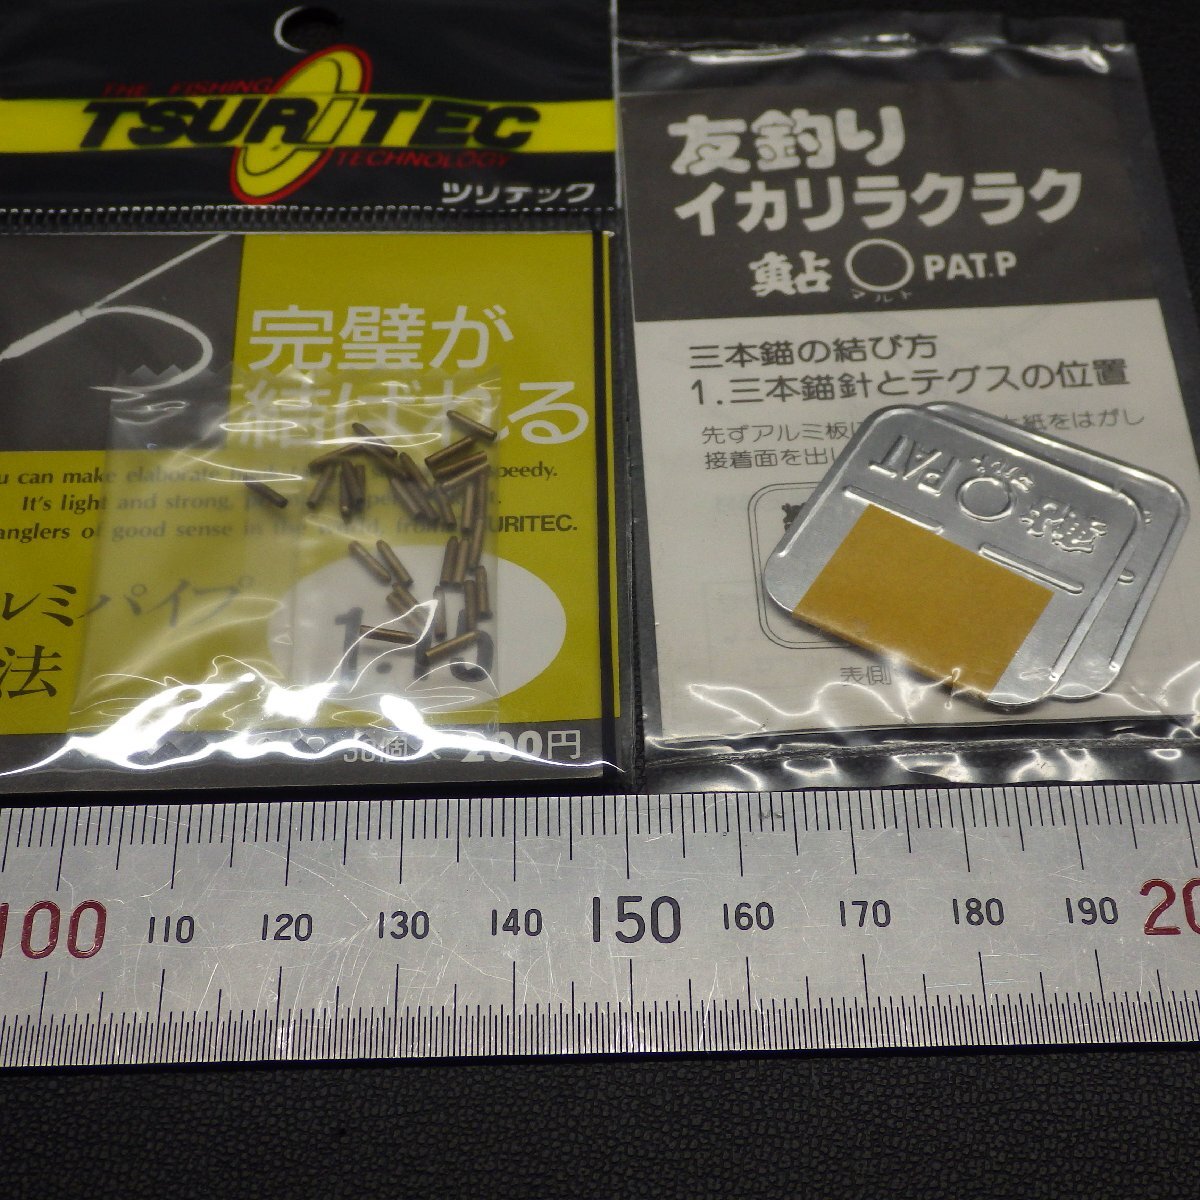 THE FISHING
TSURITEC
TECHNOLOGY
ツリテック
完璧が
結ばれる
can make elaborate
speedy.
It's light and strong,
anglers of good sense in the world, from TSURITEC.
ルミパイプ
法
200円
友釣り
イカリラクラク
PAT.P
マルト
三本錨の結び方
1.三本錨針とテグスの位置
先ずアルミ板に
紙をはがし
接着面を出し
表側
PAT
100 110 120 130 140 150 160 170 180 190 20